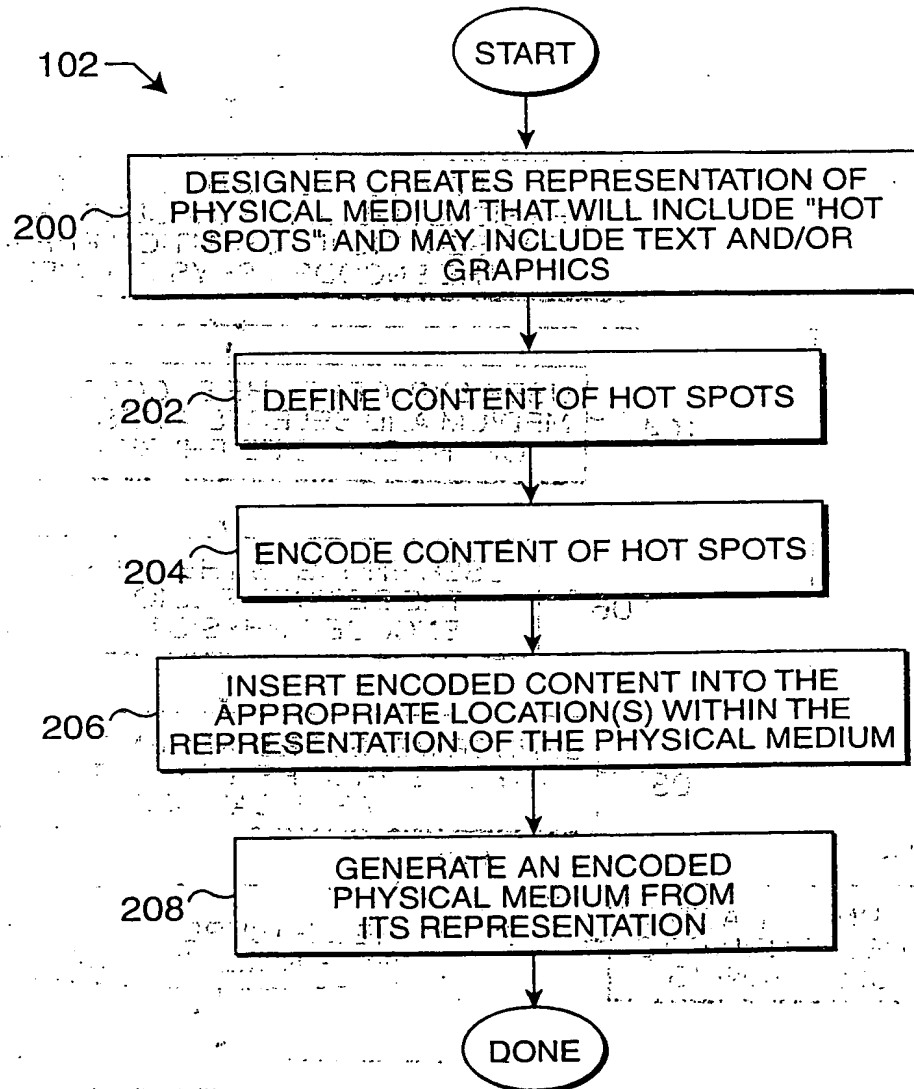 START
102
DESIGNER CREATES REPRESENTATION OF
PHYSICAL MEDIUM THAT WILL INCLUDE "HOT
SPOTS" AND MAY INCLUDE TEXT AND/OR
GRAPHICS
200
DEFINE CONTENT OF HOT SPOTS
202
ENCODE CONTENT OF HOT SPOTS
204
INSERT ENCODED CONTENT INTO THE
APPROPRIATE LOCATION(S) WITHIN THE
REPRESENTATION OF THE PHYSICAL MEDIUM
206
GENERATE AN ENCODED
PHYSICAL MEDIUM FROM
ITS REPRESENTATION
208
DONE